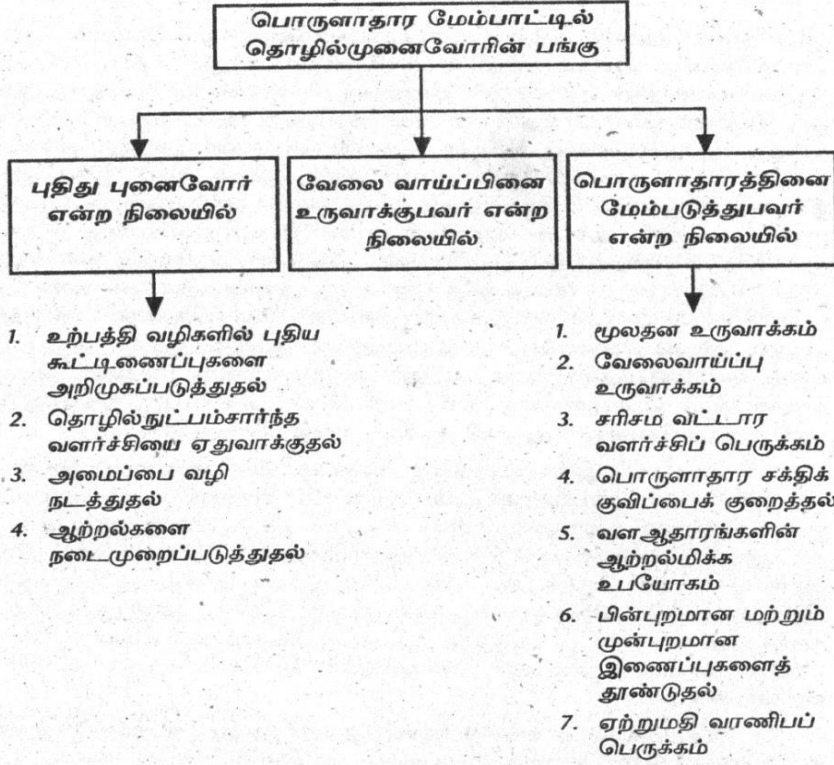 பொருளாதார மேம்பாட்டில்
தொழில்முனைவோரின் பங்கு
புதிது புனைவோர்
என்ற நிலையில்
வேலை வாய்ப்பினை
உருவாக்குபவர் என்ற
நிலையில்
பொருளாதாரத்தினை
மேம்படுத்துபவர்
என்ற நிலையில்
1. உற்பத்தி வழிகளில் புதிய
கூட்டிணைப்புகளை
அறிமுகப்படுத்துதல்
2. தொழில்நுட்பம்சார்ந்த
வளர்ச்சியை ஏதுவாக்குதல்
3. அமைப்பை வழி
நடத்துதல்
4. ஆற்றல்களை
நடைமுறைப்படுத்துதல்
1. மூலதன உருவாக்கம்
2. வேலைவாய்ப்பு
உருவாக்கம்
3. சரிசம வட்டார
வளர்ச்சிப் பெருக்கம்
4. பொருளாதார சக்திக்
குவிப்பைக் குறைத்தல்
5. வளஆதாரங்களின்
ஆற்றல்மிக்க
உபயோகம்
6. பின்புறமான மற்றும்
முன்புறமான
இணைப்புகளைத்
தூண்டுதல்
7. ஏற்றுமதி வாணிபப்
பெருக்கம்